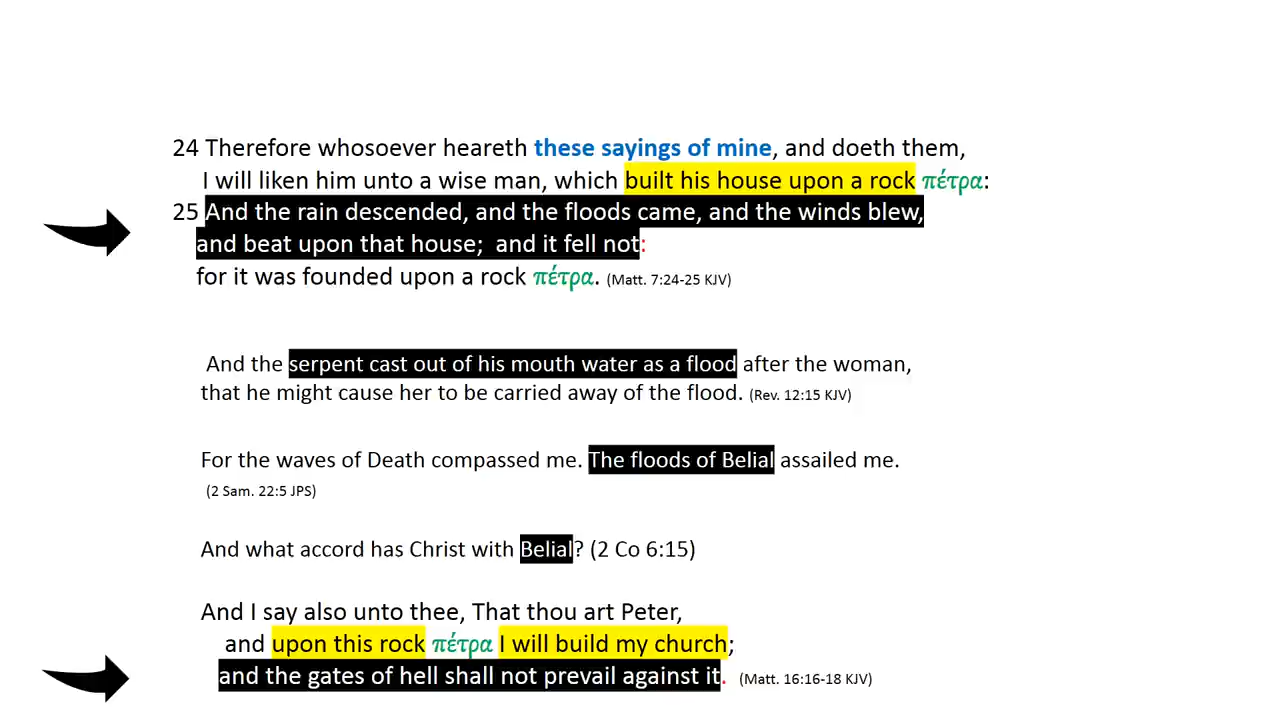 24 Therefore whosoever heareth these sayings of mine, and doeth them,
I will liken him unto a wise man, which built his house upon a rock πέτρα:
25 And the rain descended, and the floods came, and the winds blew,
and beat upon that house; and it fell not:
for it was founded upon a rock πέτρα. (Matt. 7:24-25 KJV)
And the serpent cast out of his mouth water as a flood after the woman,
that he might cause her to be carried away of the flood. (Rev. 12:15 KJV)
For the waves of Death compassed me. The floods of Belial assailed me.
(2 Sam. 22:5 JPS)
And what accord has Christ with Belial? (2 Co 6:15)
And I say also unto thee, That thou art Peter,
and upon this rock πέτρα I will build my church;
and the gates of hell shall not prevail against it. (Matt. 16:16-18 KJV)